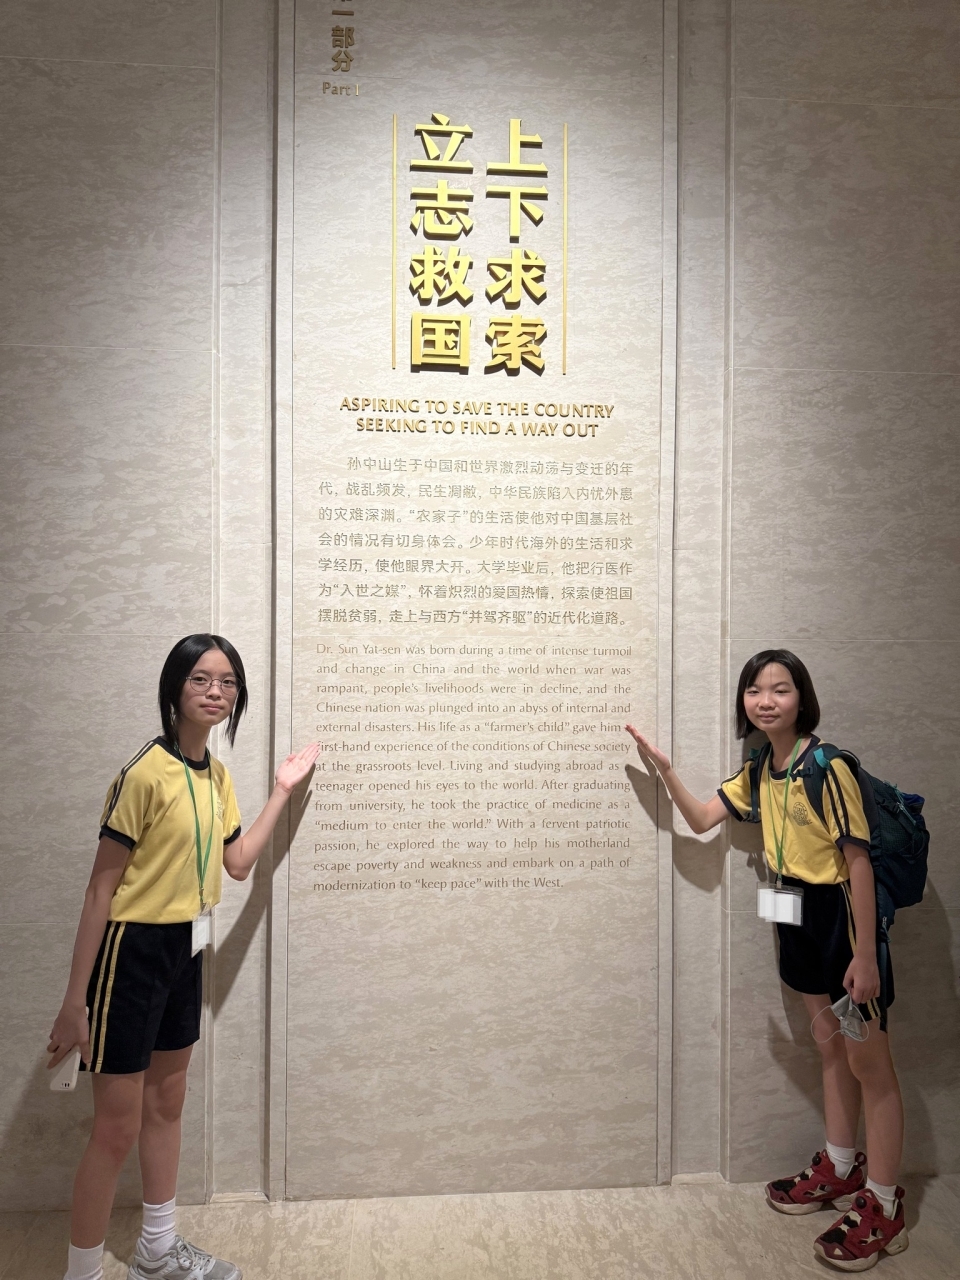 部分
Part 1
上下求索
立志救国
ASPIRING TO SAVE THE COUNTRY
SEEKING TO FIND A WAY OUT
孙中山生于中国和世界激烈动荡与变迁的年
代，战乱频发，民生凋敝，中华民族陷入内忧外患
的灾难深渊。“农家子”的生活使他对中国基层社
会的情况有切身体会。少年时代海外的生活和求
学经历，使他眼界大开。大学毕业后，他把行医作
为“入世之媒”，怀着炽烈的爱国热情，探索使祖国
摆脱贫弱，走上与西方“并驾齐驱”的近代化道路。
Dr. Sun Yat-sen was born during a time of intense turmoil
and change in China and the world when war was
rampant, people's livelihoods were in decline, and the
Chinese nation was plunged into an abyss of internal and
external disasters. His life as a “farmer's child” gave him
first-hand experience of the conditions of Chinese society
at the grassroots level. Living and studying abroad as
teenager opened his eyes to the world. After graduating
from university, he took the practice of medicine as a
“medium to enter the world.” With a fervent patriotic
passion, he explored the way to help his motherland
escape poverty and weakness and embark on a path of
modernization to “keep pace” with the West.